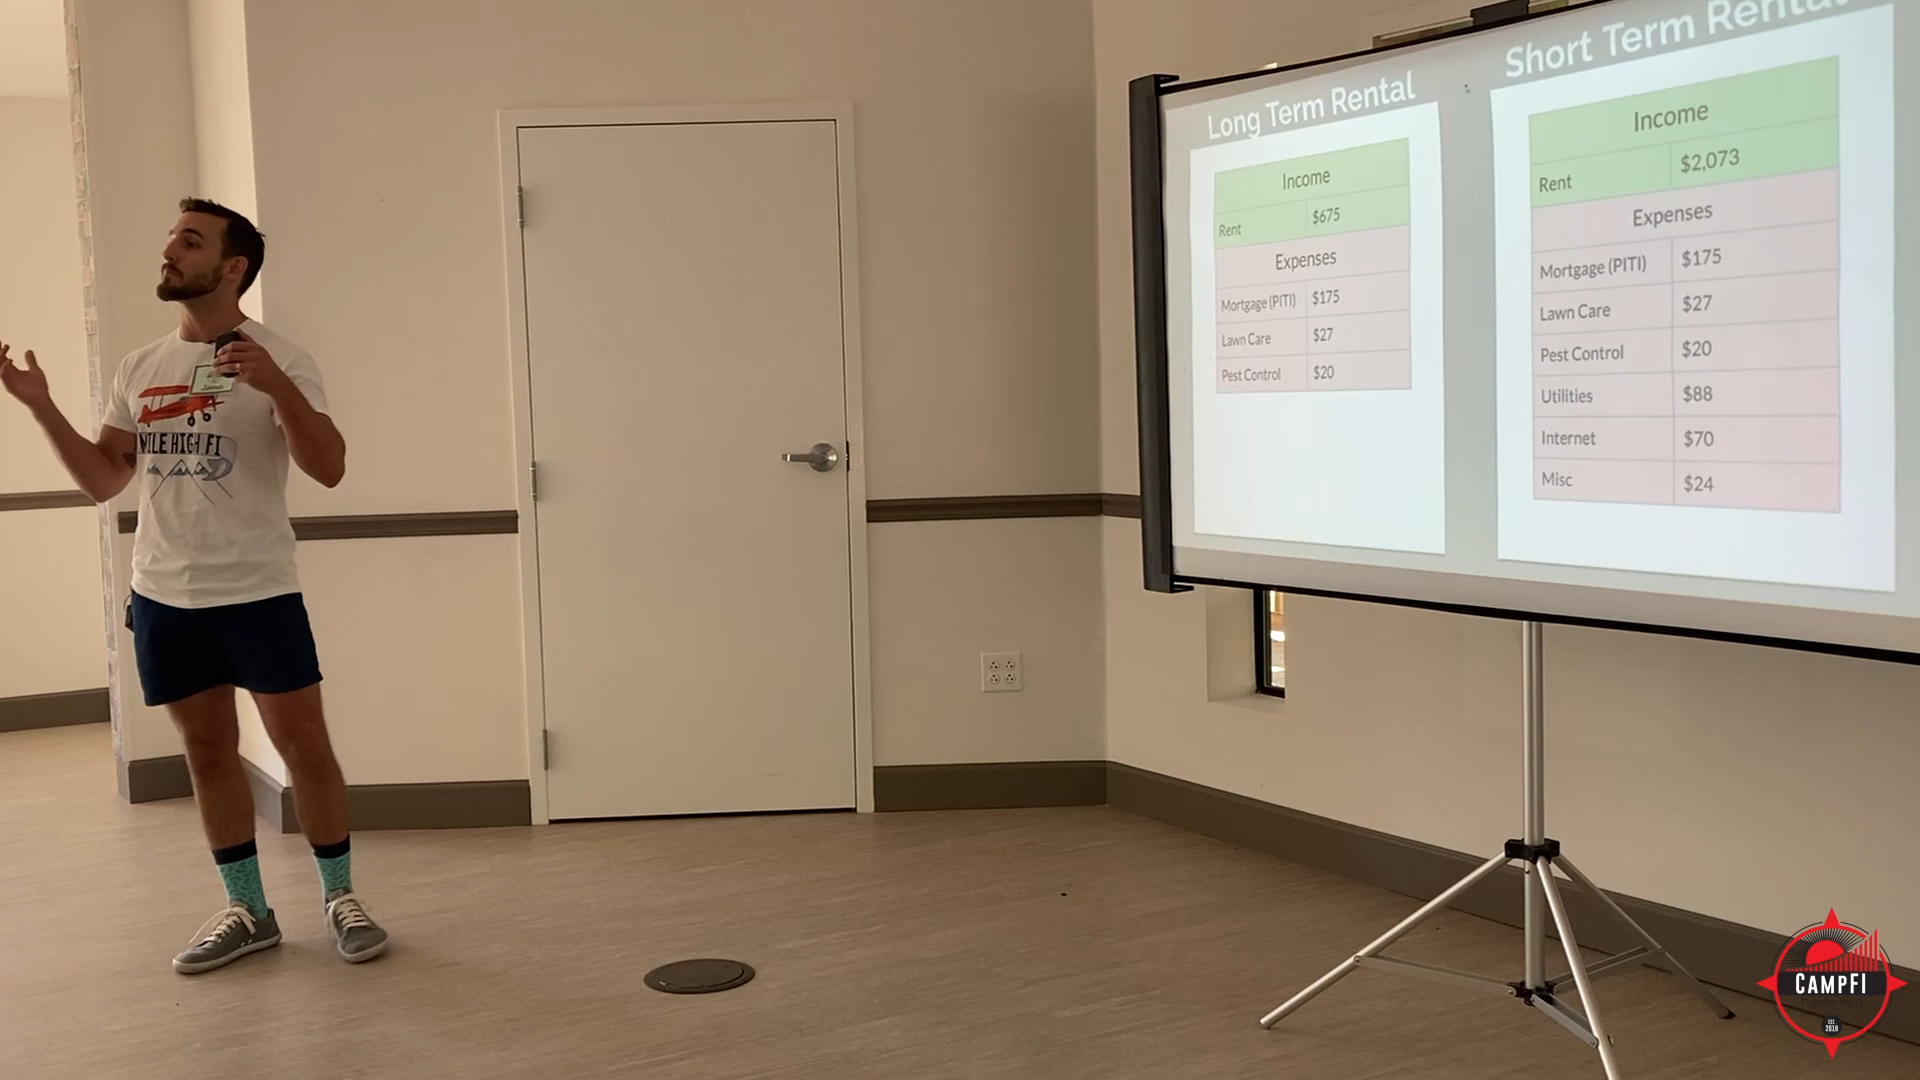 Long Term Rental
Income
Rent $675
Expenses
Mortgage (PITI) $175
Lawn Care $27
Pest Control $20
Short Term Rental
Income
Rent $2,073
Expenses
Mortgage (PITI) $175
Lawn Care $27
Pest Control $20
Utilities $88
Internet $70
Misc $24
MILE HIGH FI
CAMPFI
EST.
2018